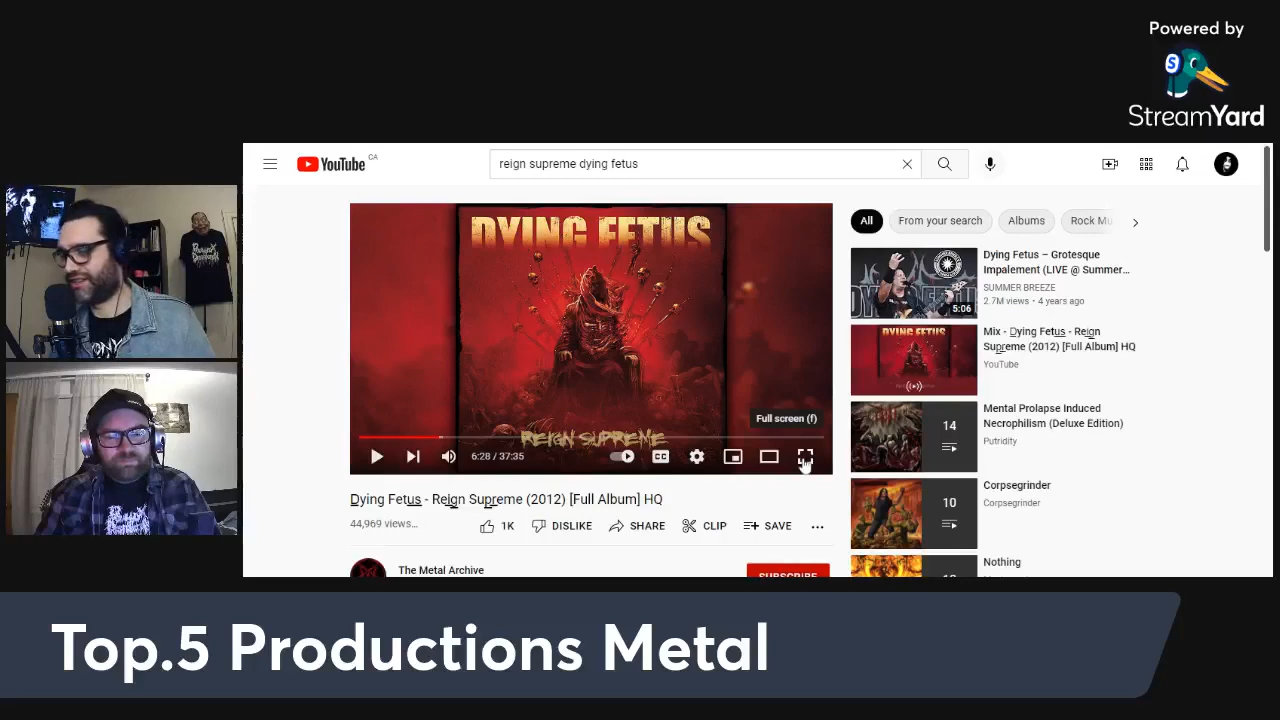 Powered by
S
StreamYard
YouTube CA
reign supreme dying fetus
All
From your search
Albums
Rock Mu
DYING FETUS
REIGN SUPREME
Full screen (f)
6:28 / 37:35
CC
Dying Fetus - Reign Supreme (2012) [Full Album] HQ
44,969 views...
1K
DISLIKE
SHARE
CLIP
SAVE
The Metal Archive
SUBSCRIBE
5:06
Dying Fetus – Grotesque
Impalement (LIVE @ Summer...
SUMMER BREEZE
2.7M views • 4 years ago
DYING FETUS
Mix - Dying Fetus - Reign
Supreme (2012) [Full Album] HQ
YouTube
14
Mental Prolapse Induced
Necrophilism (Deluxe Edition)
Putridity
10
Corpsegrinder
Corpsegrinder
Nothing
Top.5 Productions Metal